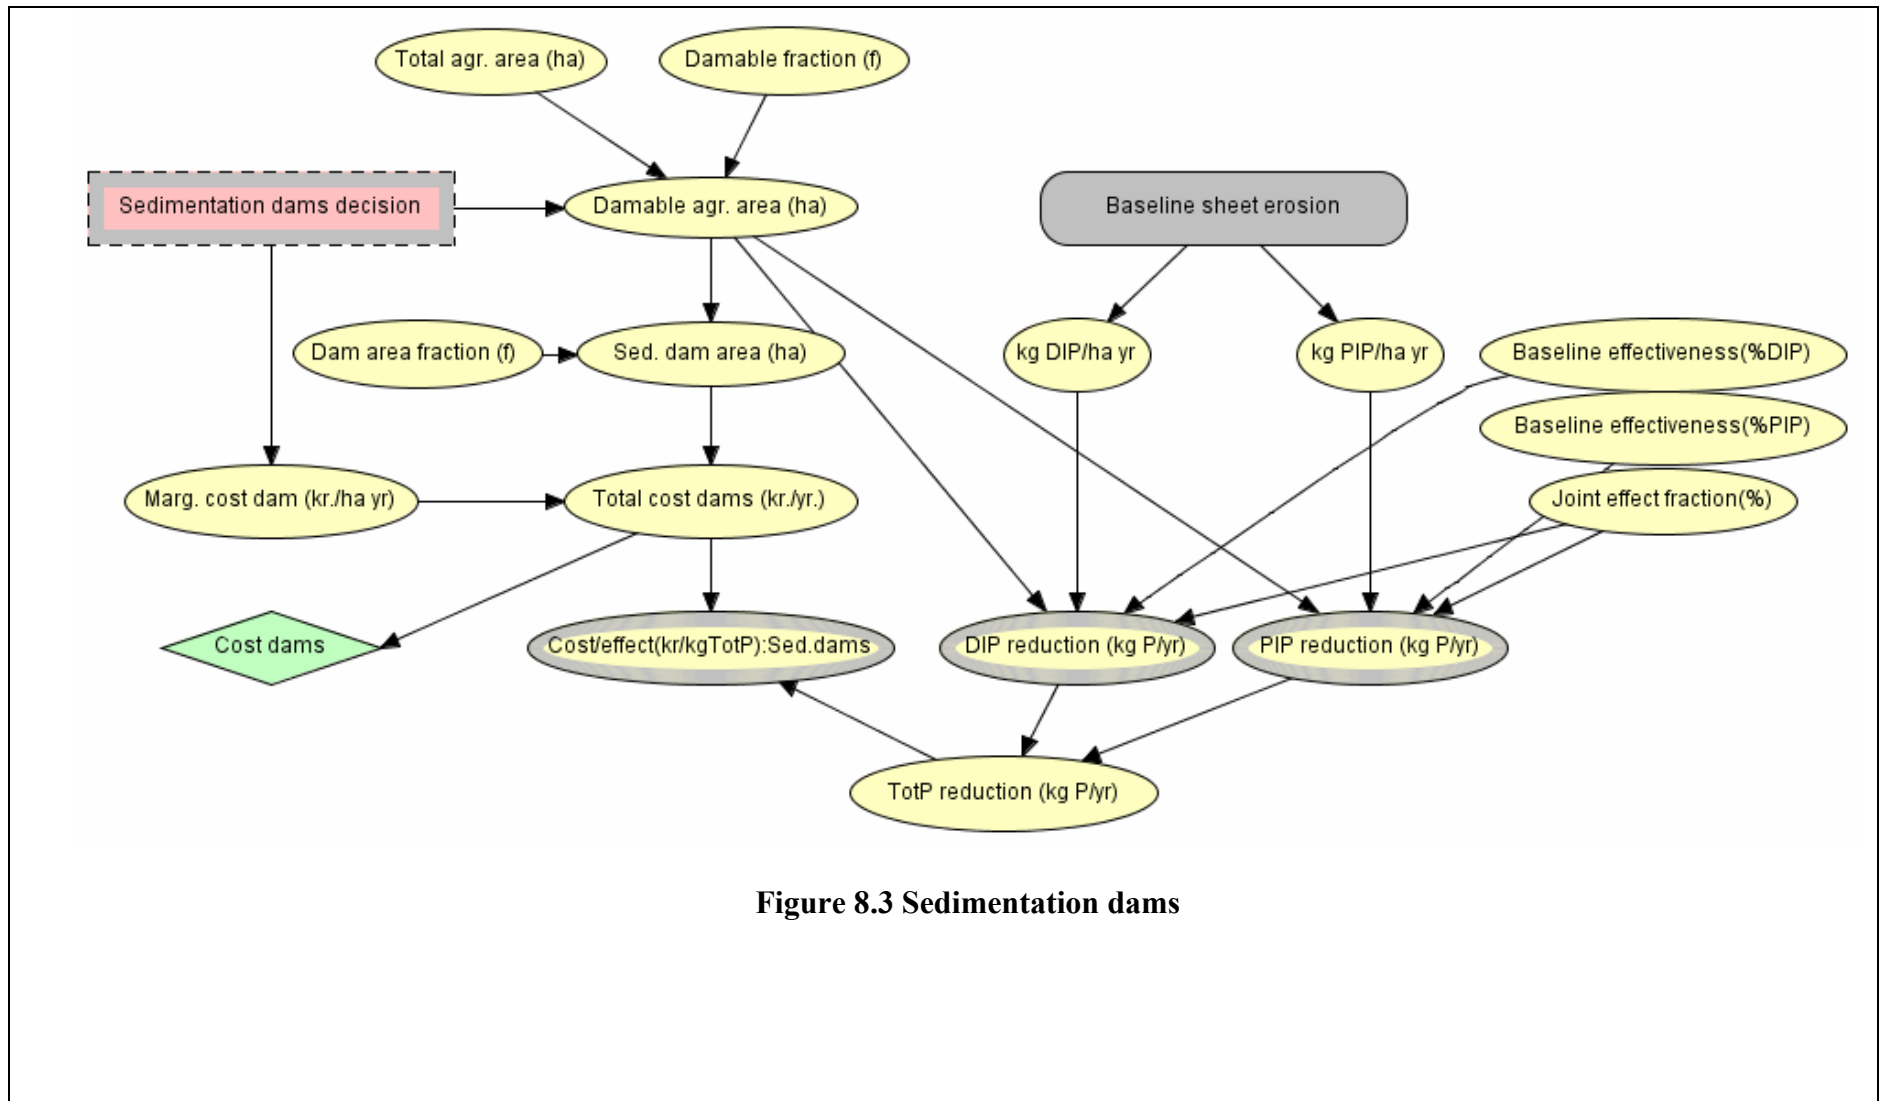 Total agr. area (ha)
Damable fraction (f)
Sedimentation dams decision
Damable agr. area (ha)
Baseline sheet erosion
Dam area fraction (f)
Sed. dam area (ha)
kg DIP/ha yr
kg PIP/ha yr
Baseline effectiveness(%DIP)
Baseline effectiveness(%PIP)
Marg. cost dam (kr./ha yr)
Total cost dams (kr./yr.)
Joint effect fraction(%)
Cost dams
Cost/effect(kr/kgTotP):Sed.dams
DIP reduction (kg P/yr)
PIP reduction (kg P/yr)
TotP reduction (kg P/yr)
Figure 8.3 Sedimentation dams